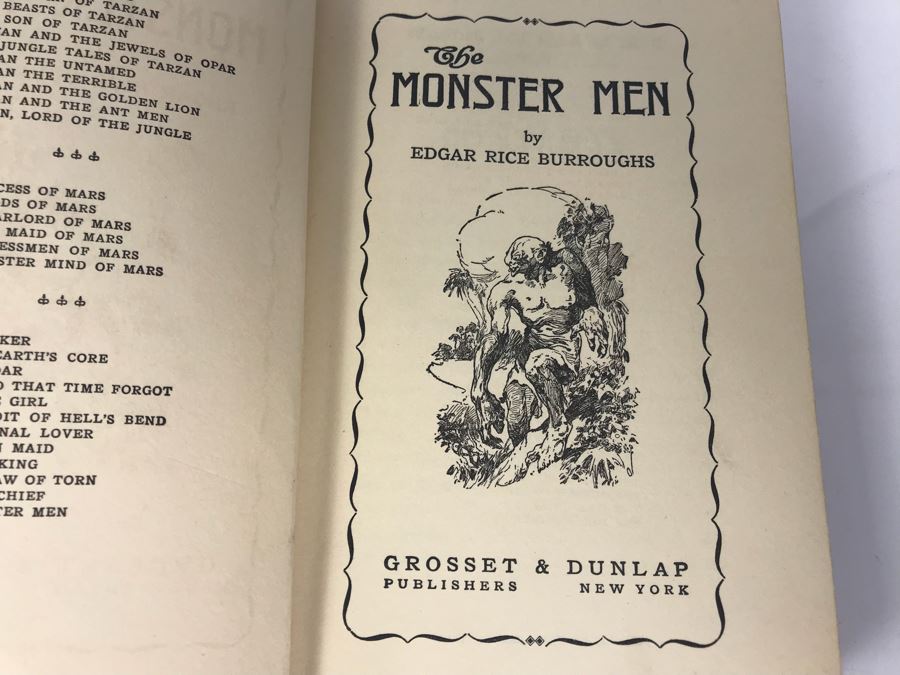 OF TARZAN
BEASTS OF TARZAN
SON OF TARZAN
AN AND THE JEWELS OF OPAR
JUNGLE TALES OF TARZAN
AN THE UNTAMED
AN THE TERRIBLE
AN AND THE GOLDEN LION
N AND THE ANT MEN
N, LORD OF THE JUNGLE
CESS OF MARS
DS OF MARS
ARLORD OF MARS
MAID OF MARS
ESSMEN OF MARS
STER MIND OF MARS
KER
EARTH'S CORE
DAR
D THAT TIME FORGOT
GIRL
DIT OF HELL'S BEND
NAL LOVER
N MAID
KING
AW OF TORN
CHIEF
TER MEN
The
MONSTER MEN
by
EDGAR RICE BURROUGHS
GROSSET & DUNLAP
PUBLISHERS NEW YORK